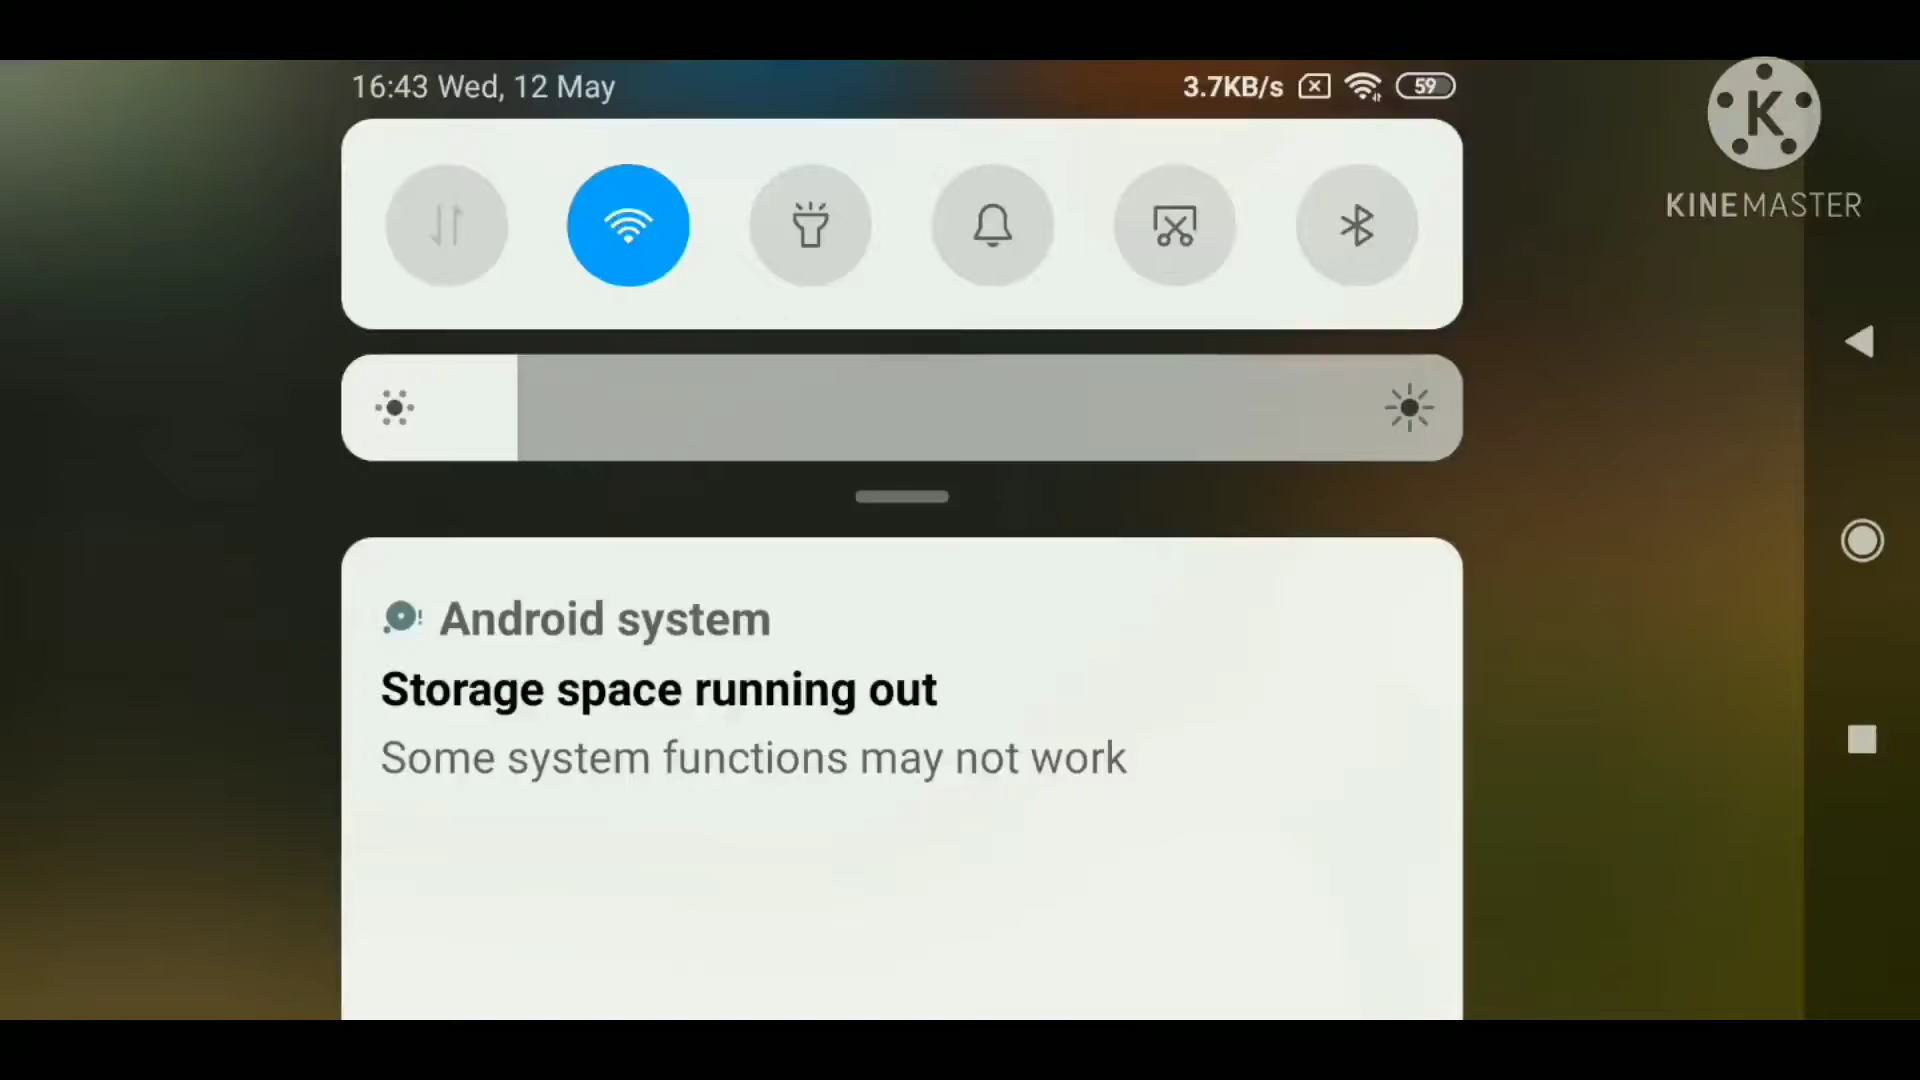 16:43 Wed, 12 May
3.7KB/s
59
K
KINEMASTER
Android system
Storage space running out
Some system functions may not work